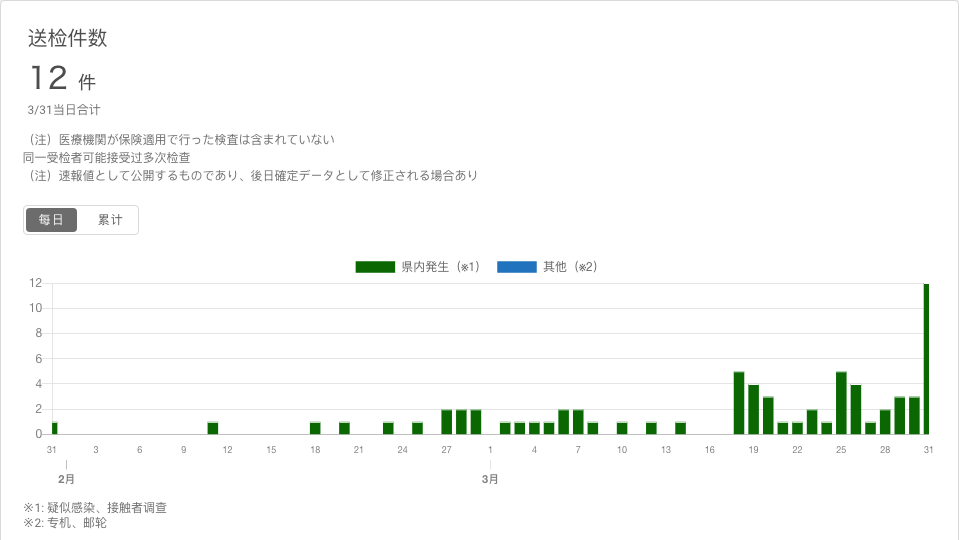 送检件数
12 件
3/31当日合计
（注）医療機関が保険適用で行った検査は含まれていない
同一受检者可能接受过多次检查
（注）速報値として公開するものであり、後日確定データとして修正される場合あり
每日 累计
県内発生（※1） 其他（※2）
12
10
8
6
4
2
0
31 3 6 9 12 15 18 21 24 27 1 4 7 10 13 16 19 22 25 28 31
2月 3月
※1: 疑似感染、接触者调查
※2: 专机、邮轮